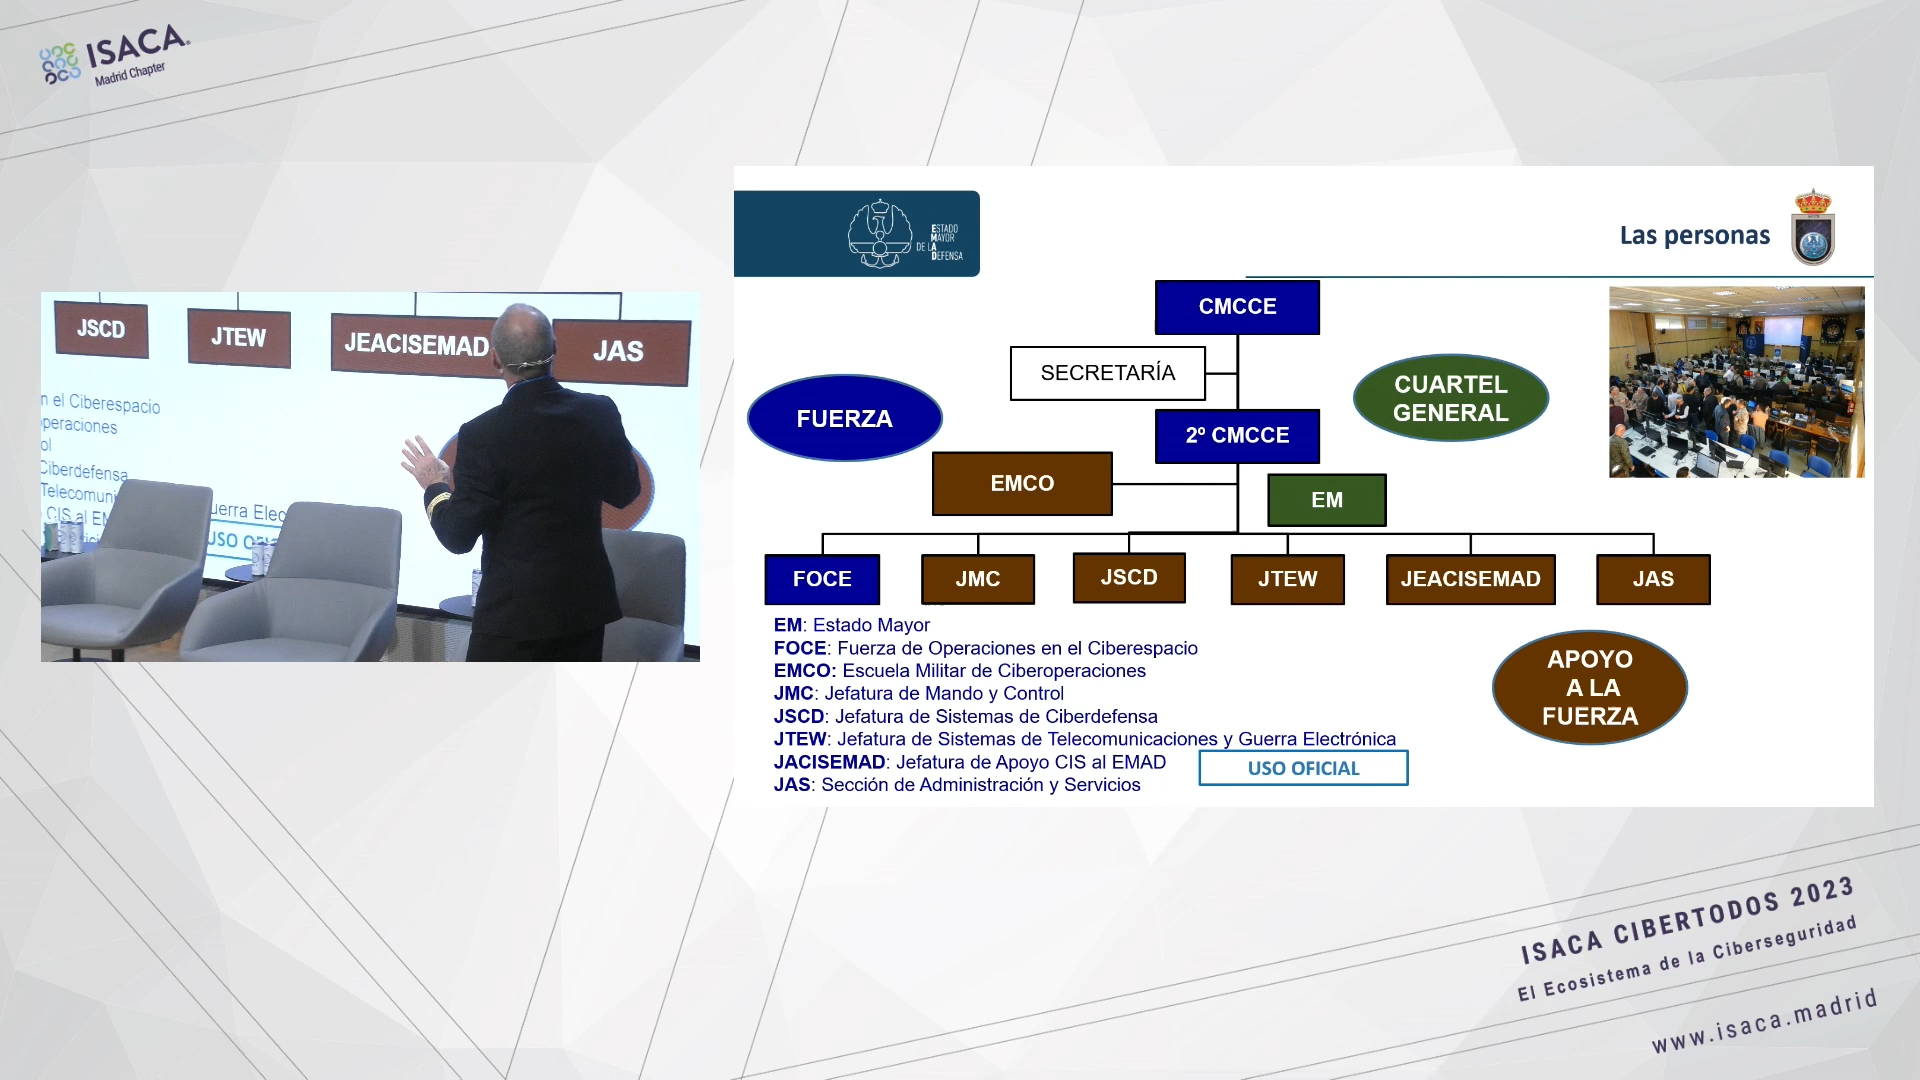 ISACA
Madrid Chapter
JSCD
JTEW
JEACISEMAD
JAS
n el Ciberespacio
peraciones
ol
Ciberdefensa
Telecomuni
uerra Elec
CIS al EM
USO OFI
ESTADO
MAYOR
DE LA
DEFENSA
Las personas
CMCCE
SECRETARÍA
FUERZA
CUARTEL
GENERAL
2º CMCCE
EMCO
EM
FOCE
JMC
JSCD
JTEW
JEACISEMAD
JAS
EM: Estado Mayor
FOCE: Fuerza de Operaciones en el Ciberespacio
EMCO: Escuela Militar de Ciberoperaciones
JMC: Jefatura de Mando y Control
JSCD: Jefatura de Sistemas de Ciberdefensa
JTEW: Jefatura de Sistemas de Telecomunicaciones y Guerra Electrónica
JACISEMAD: Jefatura de Apoyo CIS al EMAD
JAS: Sección de Administración y Servicios
USO OFICIAL
APOYO
A LA
FUERZA
ISACA CIBERTODOS 2023
El Ecosistema de la Ciberseguridad
www.isaca.madrid